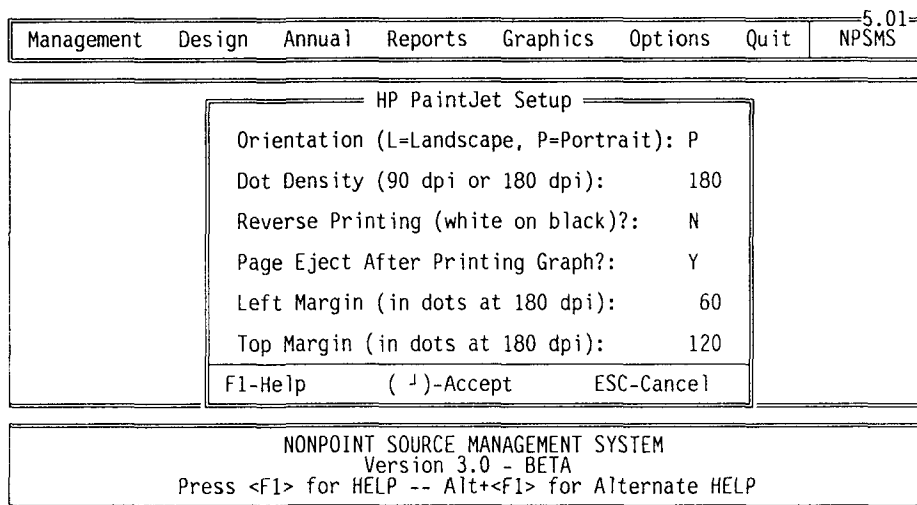 5.01
Management Design Annual Reports Graphics Options Quit NPSMS
HP PaintJet Setup
Orientation (L=Landscape, P=Portrait): P
Dot Density (90 dpi or 180 dpi): 180
Reverse Printing (white on black)?: N
Page Eject After Printing Graph?: Y
Left Margin (in dots at 180 dpi): 60
Top Margin (in dots at 180 dpi): 120
F1-Help (┘)-Accept ESC-Cancel
NONPOINT SOURCE MANAGEMENT SYSTEM
Version 3.0 - BETA
Press <F1> for HELP -- Alt+<F1> for Alternate HELP